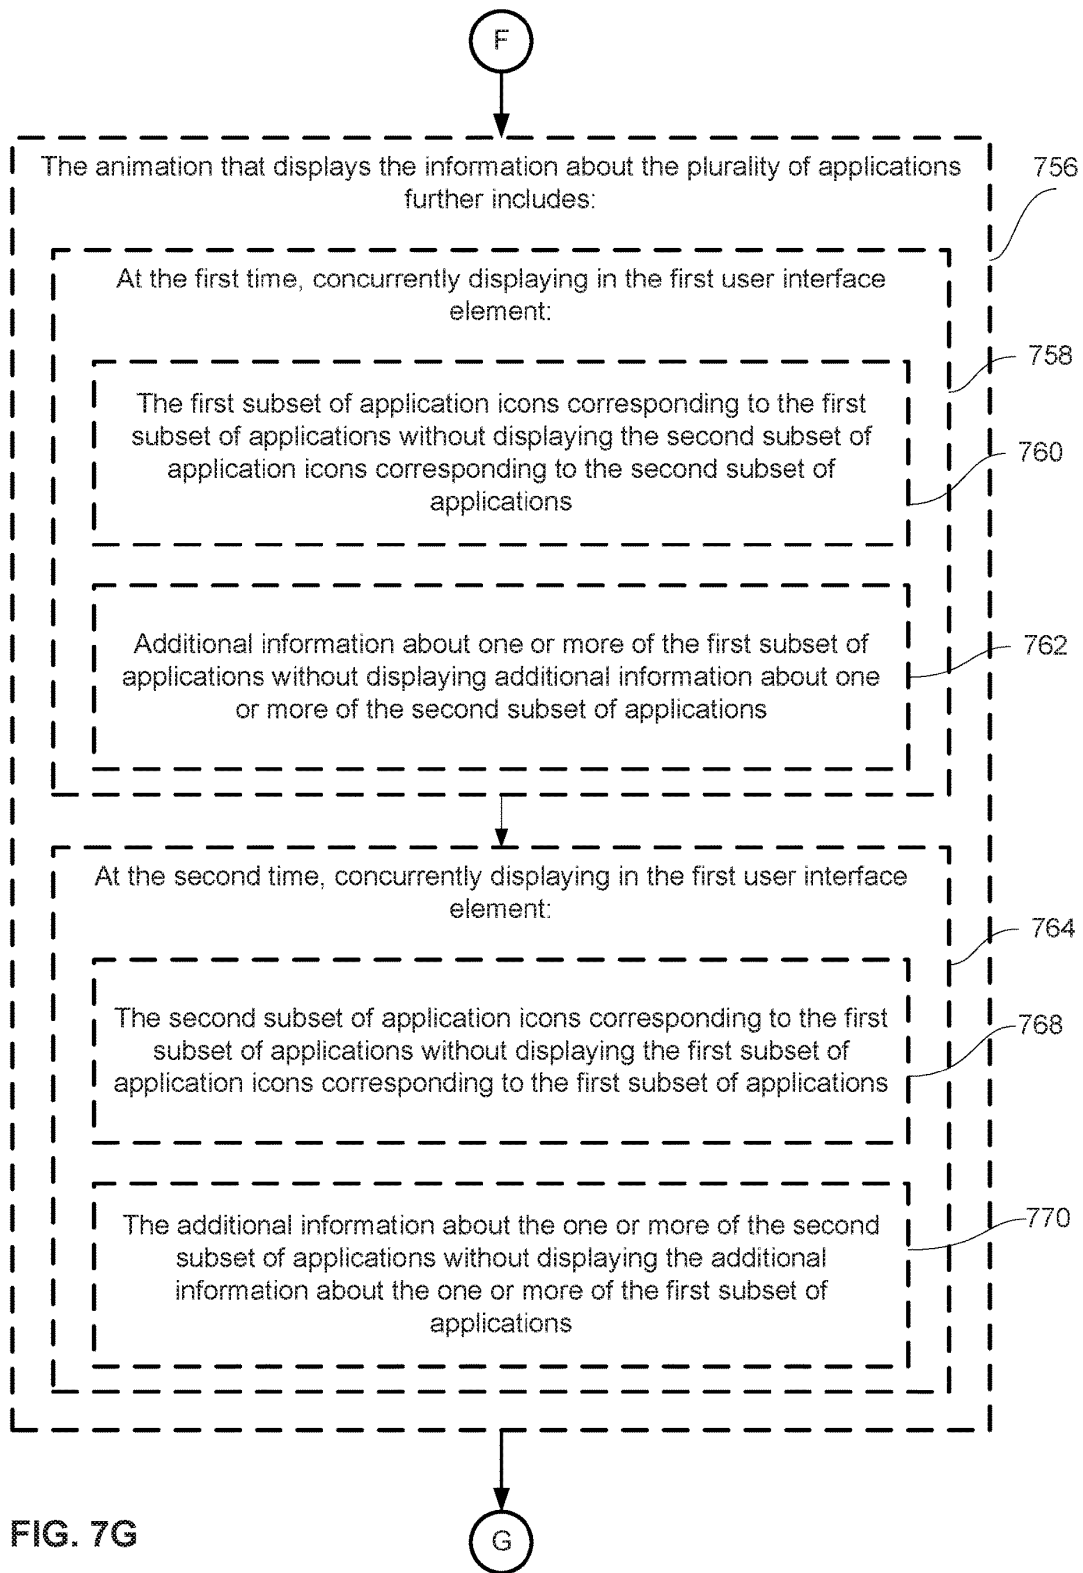 F
The animation that displays the information about the plurality of applications
further includes:
756
At the first time, concurrently displaying in the first user interface
element:
758
The first subset of application icons corresponding to the first
subset of applications without displaying the second subset of
application icons corresponding to the second subset of
applications
760
Additional information about one or more of the first subset of
applications without displaying additional information about one
or more of the second subset of applications
762
At the second time, concurrently displaying in the first user interface
element:
764
The second subset of application icons corresponding to the first
subset of applications without displaying the first subset of
application icons corresponding to the first subset of applications
768
The additional information about the one or more of the second
subset of applications without displaying the additional
information about the one or more of the first subset of
applications
770
FIG. 7G
G